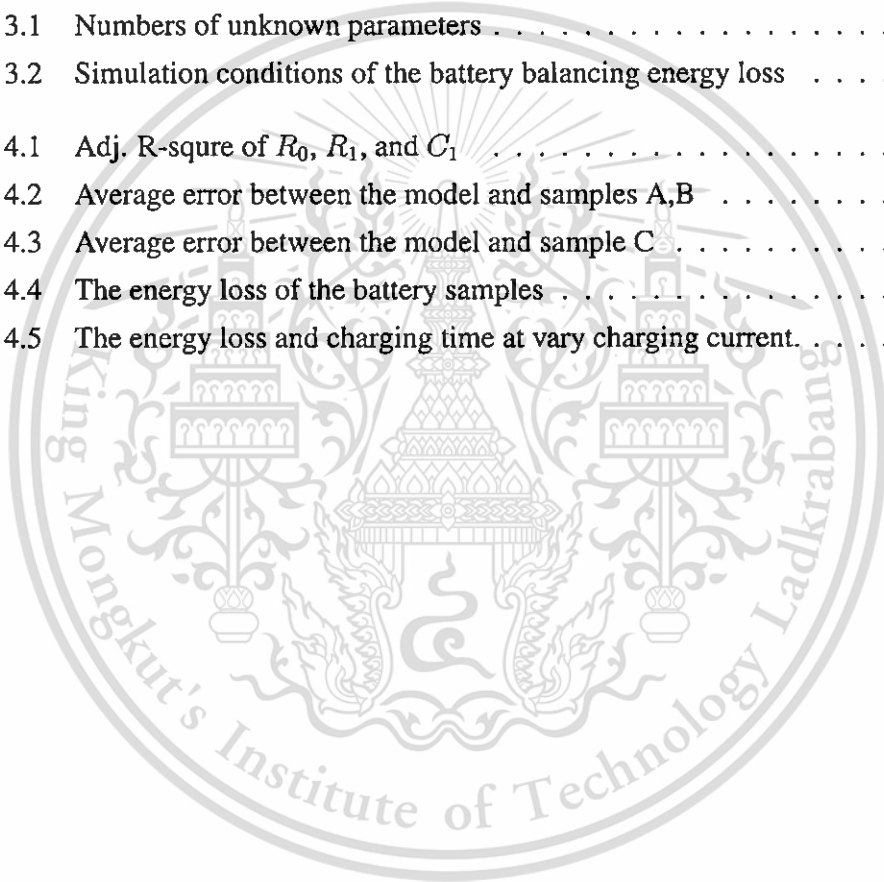 3.1 Numbers of unknown parameters . . . . . . . . . . . . . . . . . . .
3.2 Simulation conditions of the battery balancing energy loss . . . .
4.1 Adj. R-squre of R₀, R₁, and C₁ . . . . . . . . . . . . . . . . . . .
4.2 Average error between the model and samples A,B . . . . . . . . .
4.3 Average error between the model and sample C . . . . . . . . . . .
4.4 The energy loss of the battery samples . . . . . . . . . . . . . . . .
4.5 The energy loss and charging time at vary charging current. . . . .
King Mongkut's Institute of Technology Ladkrabang